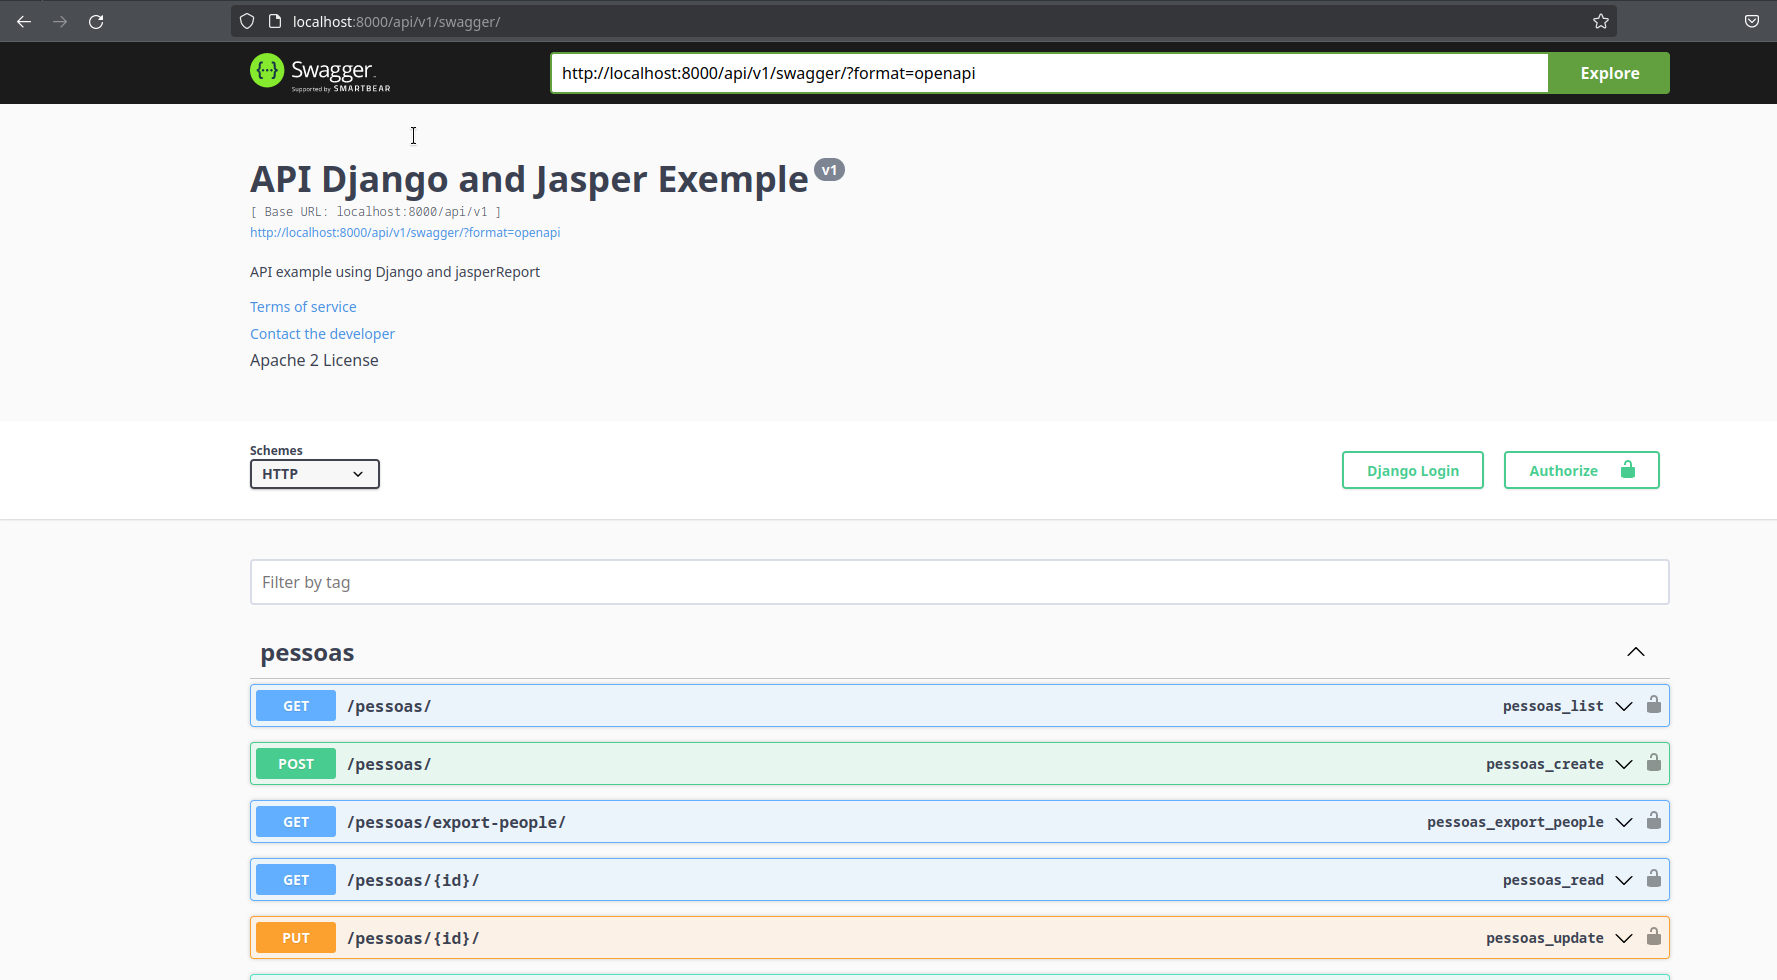 localhost:8000/api/v1/swagger/
{··} Swagger.
Supported by SMARTBEAR
http://localhost:8000/api/v1/swagger/?format=openapi
Explore
API Django and Jasper Exemple v1
[ Base URL: localhost:8000/api/v1 ]
http://localhost:8000/api/v1/swagger/?format=openapi
API example using Django and jasperReport
Terms of service
Contact the developer
Apache 2 License
Schemes
HTTP
Django Login
Authorize
Filter by tag
pessoas
GET /pessoas/ pessoas_list
POST /pessoas/ pessoas_create
GET /pessoas/export-people/ pessoas_export_people
GET /pessoas/{id}/ pessoas_read
PUT /pessoas/{id}/ pessoas_update